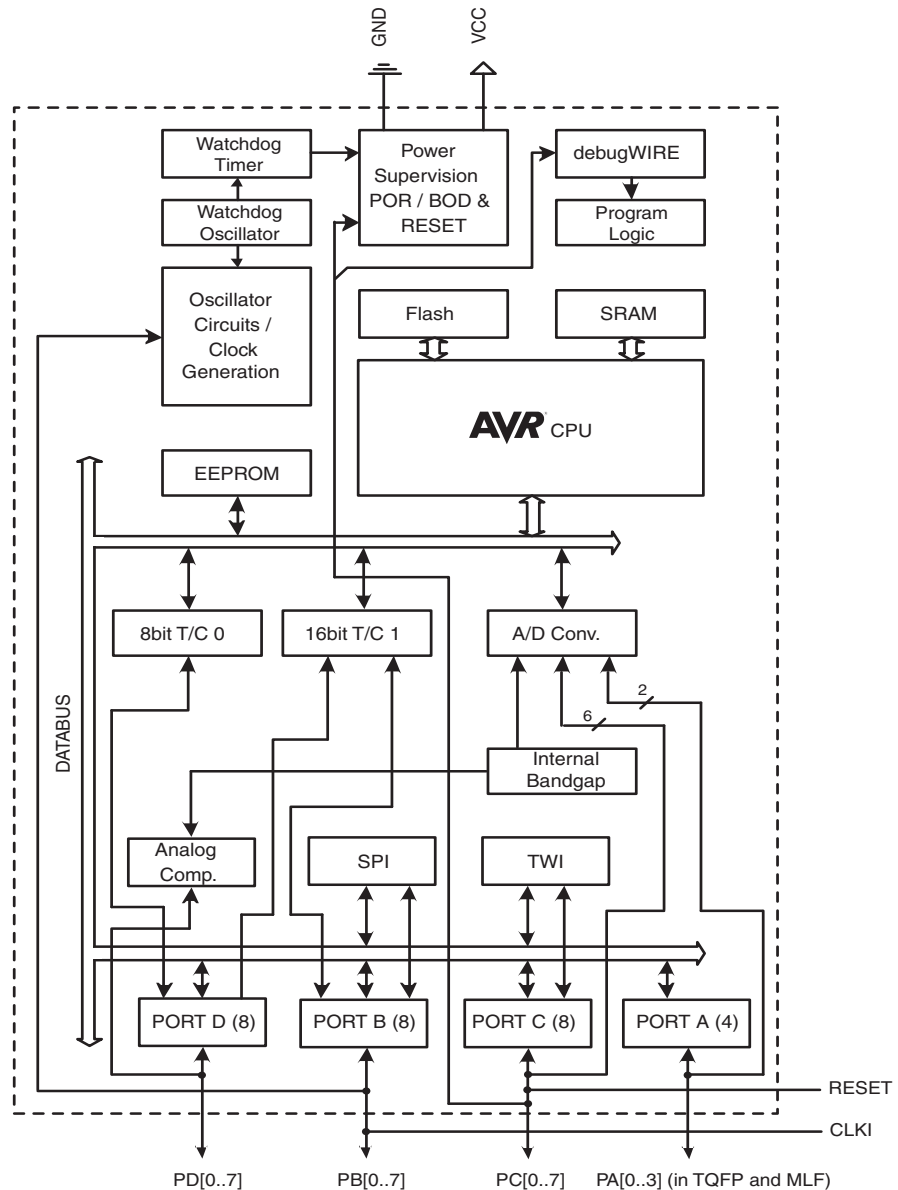 GND
VCC
Watchdog
Timer
Power
Supervision
POR / BOD &
RESET
debugWIRE
Watchdog
Oscillator
Program
Logic
Oscillator
Circuits /
Clock
Generation
Flash
SRAM
AVR CPU
EEPROM
8bit T/C 0
16bit T/C 1
A/D Conv.
DATABUS
2
6
Internal
Bandgap
Analog
Comp.
SPI
TWI
PORT D (8)
PORT B (8)
PORT C (8)
PORT A (4)
RESET
CLKI
PD[0..7]
PB[0..7]
PC[0..7]
PA[0..3] (in TQFP and MLF)